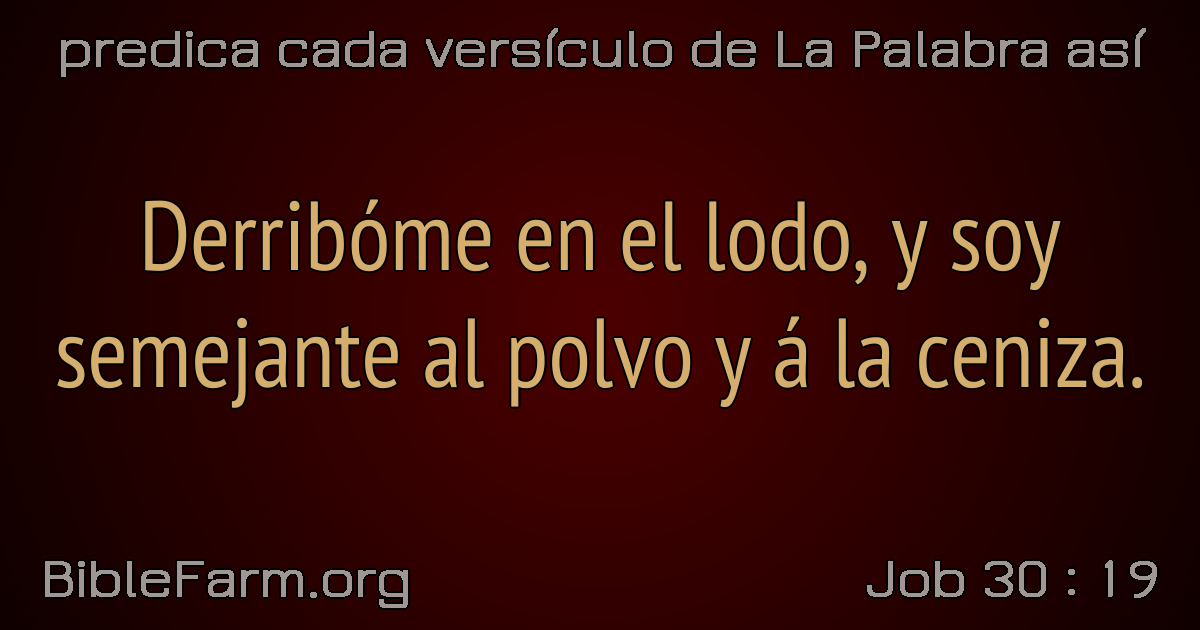 predica cada versículo de La Palabra así
Derribóme en el lodo, y soy
semejante al polvo y á la ceniza.
BibleFarm.org
Job 30 : 19